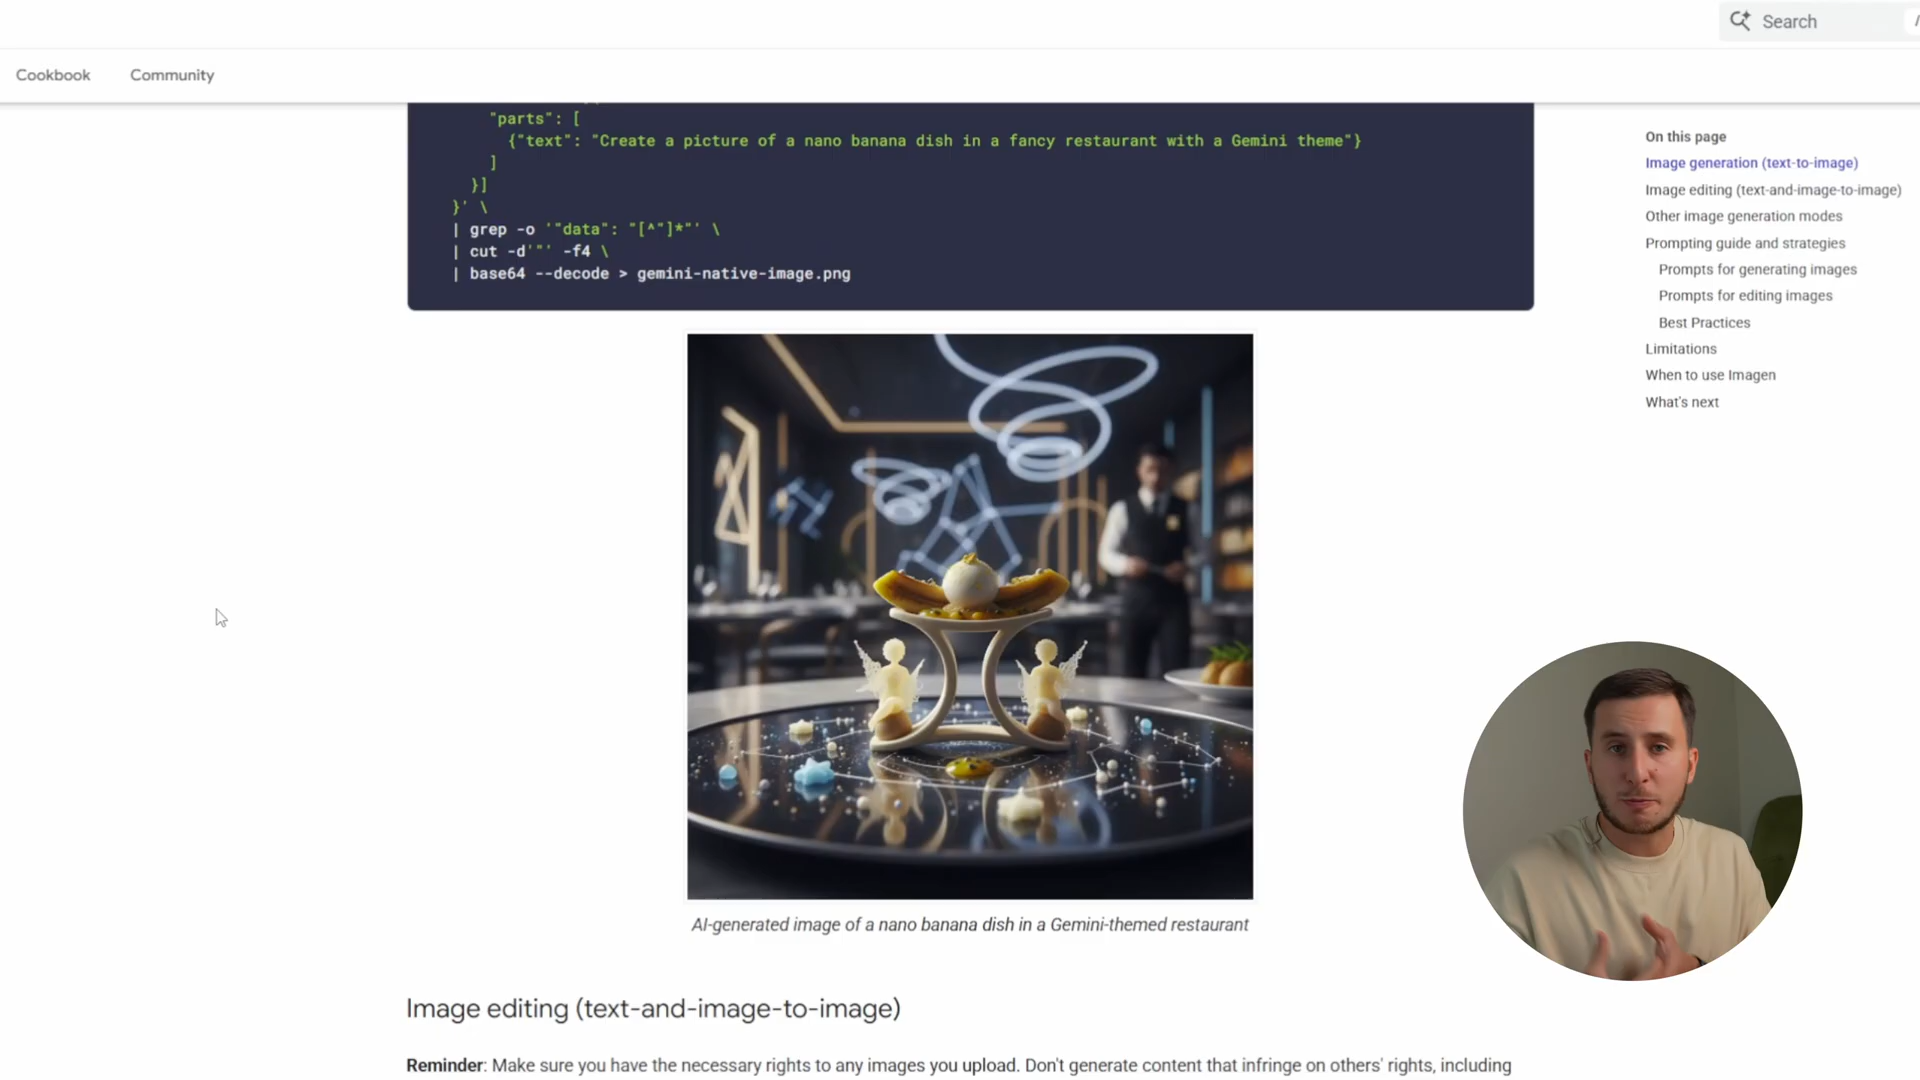 Search
/
Cookbook
Community
"parts": [
{"text": "Create a picture of a nano banana dish in a fancy restaurant with a Gemini theme"}
]
}]
}' \
| grep -o '"data": "[^"]*"' \
| cut -d'"' -f4 \
| base64 --decode > gemini-native-image.png
On this page
Image generation (text-to-image)
Image editing (text-and-image-to-image)
Other image generation modes
Prompting guide and strategies
Prompts for generating images
Prompts for editing images
Best Practices
Limitations
When to use Imagen
What's next
AI-generated image of a nano banana dish in a Gemini-themed restaurant
Image editing (text-and-image-to-image)
Reminder: Make sure you have the necessary rights to any images you upload. Don't generate content that infringe on others' rights, including